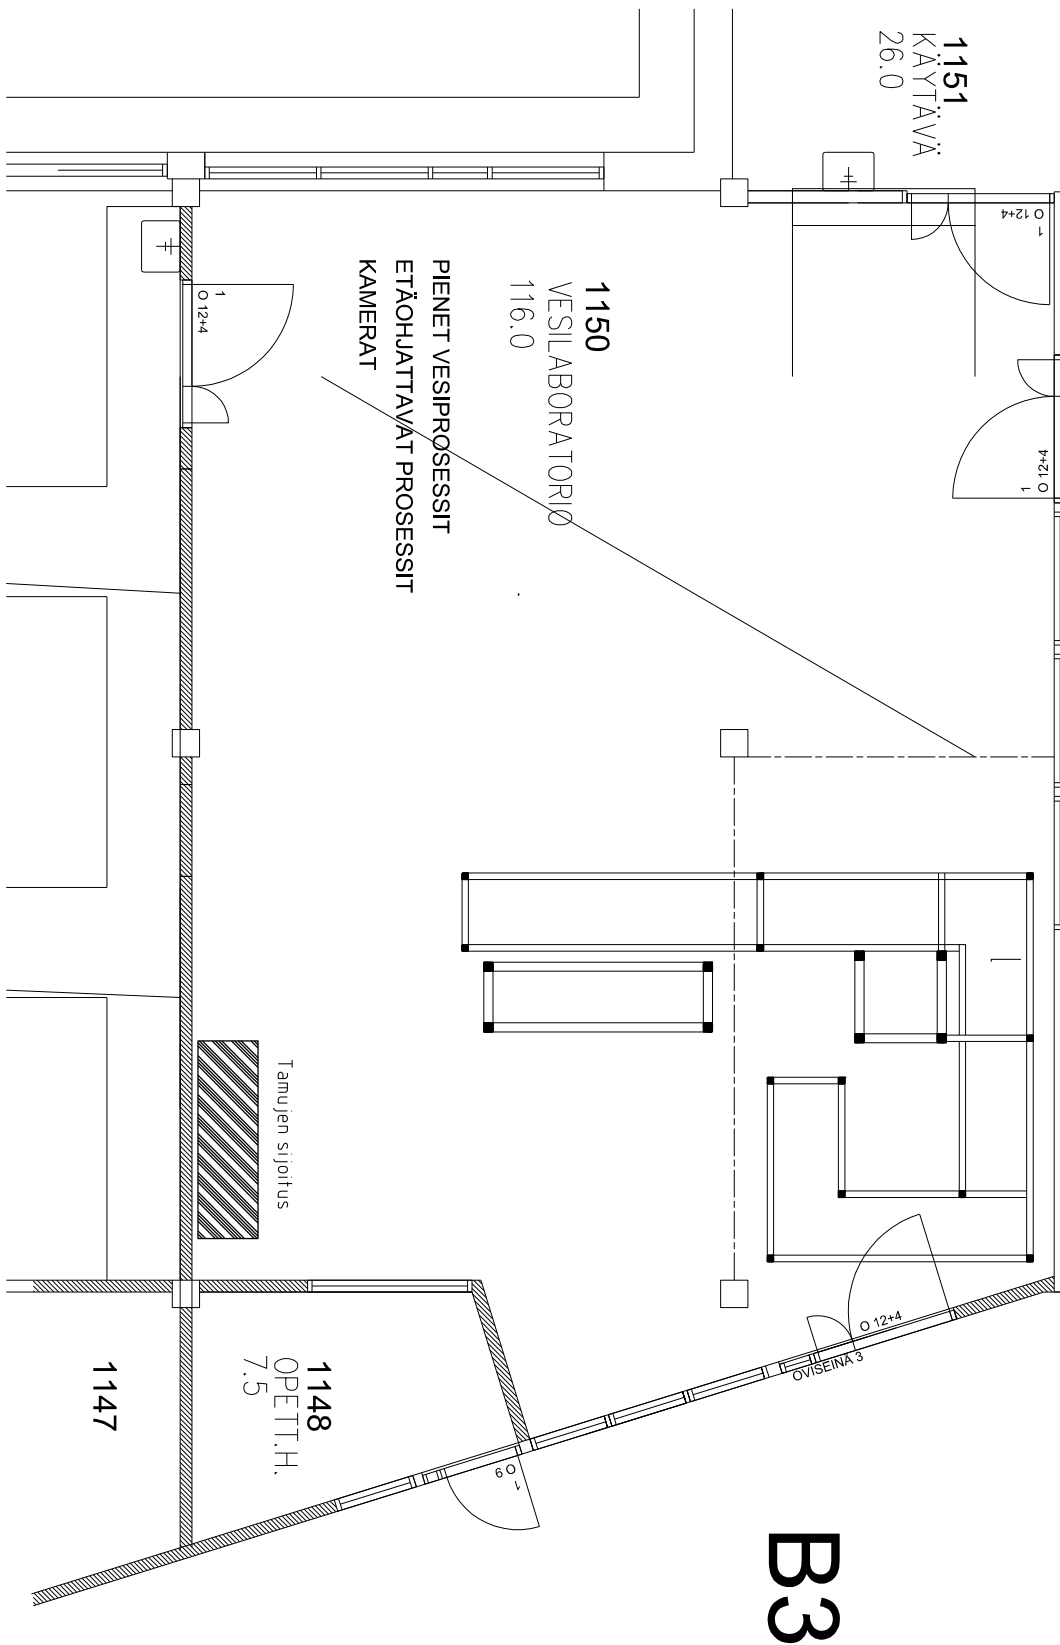 1151
KÄYTÄVÄ
26.0
O 12+4
1
O 12+4
1
1
O 12+4
1150
VESILABORATORIO
116.0
PIENET VESIPROSESSIT
ETÄOHJATTAVAT PROSESSIT
KAMERAT
Tamujen sijoitus
O 12+4
OVISEINÄ 3
1148
OPETT.H.
7.5
1147
1
O 9
B3